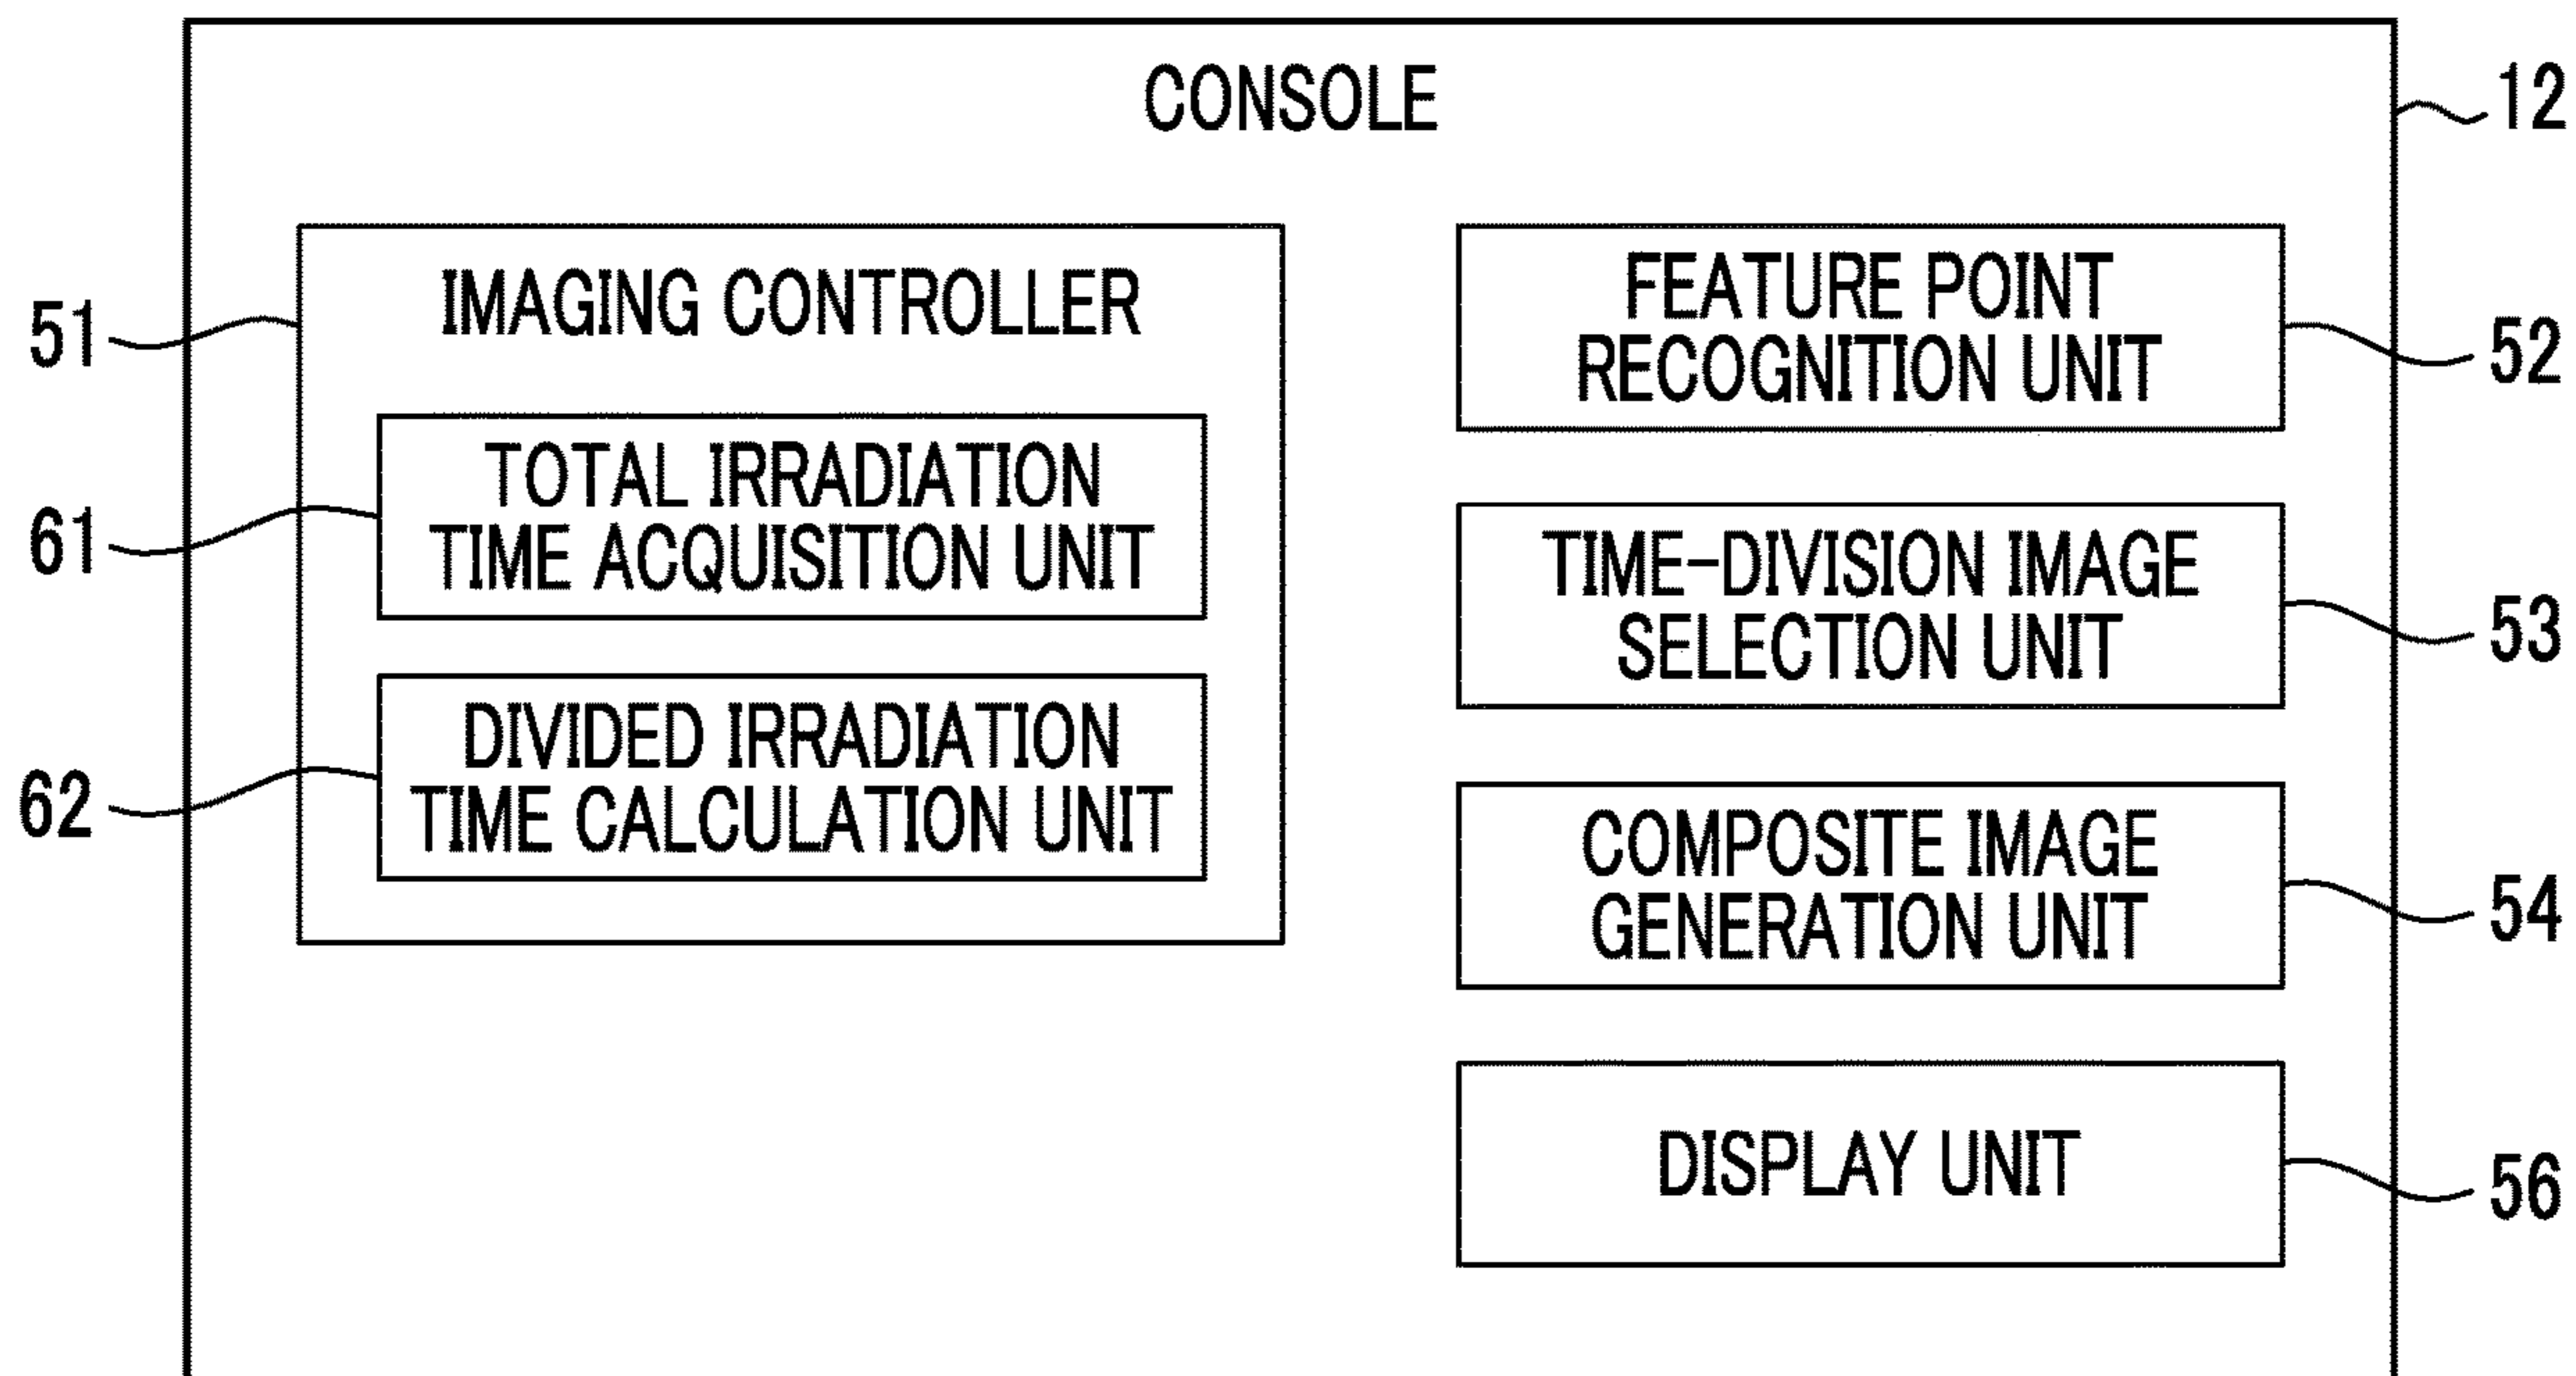 CONSOLE
12
51
IMAGING CONTROLLER
61
TOTAL IRRADIATION
TIME ACQUISITION UNIT
62
DIVIDED IRRADIATION
TIME CALCULATION UNIT
FEATURE POINT
RECOGNITION UNIT
52
TIME-DIVISION IMAGE
SELECTION UNIT
53
COMPOSITE IMAGE
GENERATION UNIT
54
DISPLAY UNIT
56